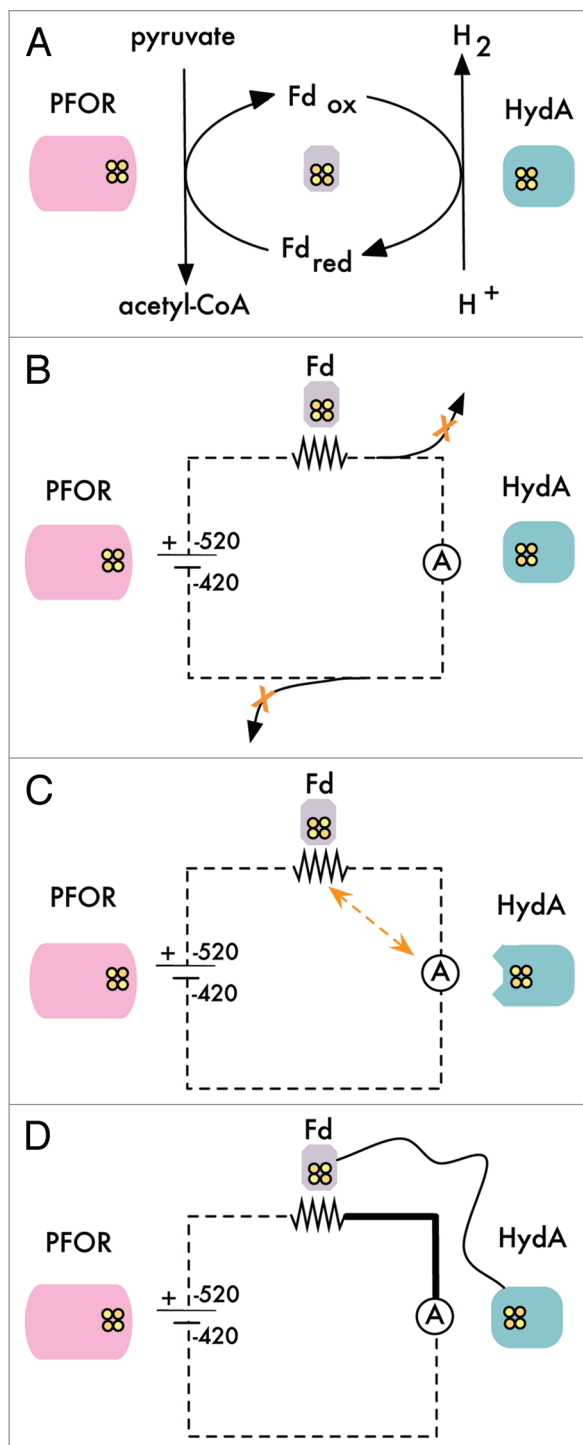 A
pyruvate
H2
PFOR
Fd ox
HydA
Fd red
acetyl-CoA
H+
B
Fd
PFOR
HydA
+ -520
-420
A
C
Fd
PFOR
HydA
+ -520
-420
A
D
Fd
PFOR
HydA
+ -520
-420
A